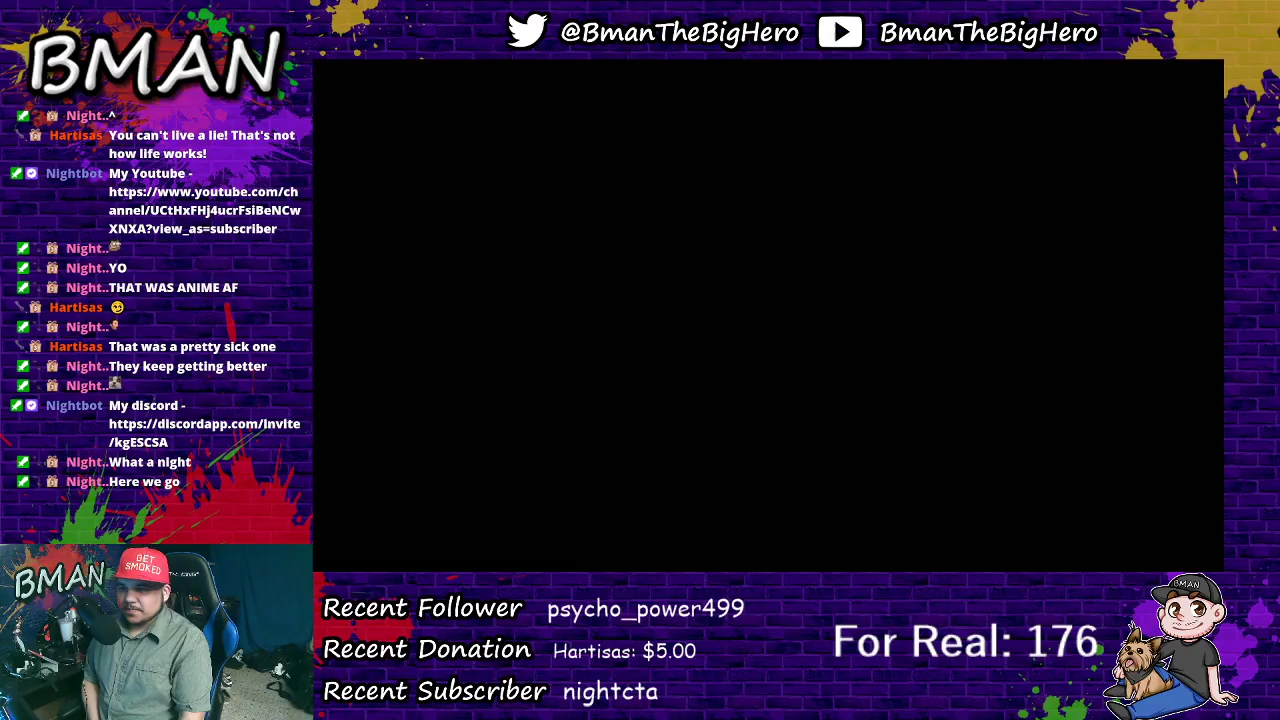 BMAN
@BmanTheBigHero BmanTheBigHero
Night.. ^
Hartisas You can't live a lie! That's not
how life works!
Nightbot My Youtube -
https://www.youtube.com/ch
annel/UCtHxFHj4ucrFsiBeNCw
XNXA?view_as=subscriber
Night..
Night.. YO
Night.. THAT WAS ANIME AF
Hartisas
Night..
Hartisas That was a pretty sick one
Night.. They keep getting better
Night..
Nightbot My discord -
https://discordapp.com/invite
/kgESCSA
Night.. What a night
Night.. Here we go
BMAN
GET
SMOKED
Recent Follower psycho_power499
Recent Donation Hartisas: $5.00
Recent Subscriber nightcta
For Real: 176
BMAN